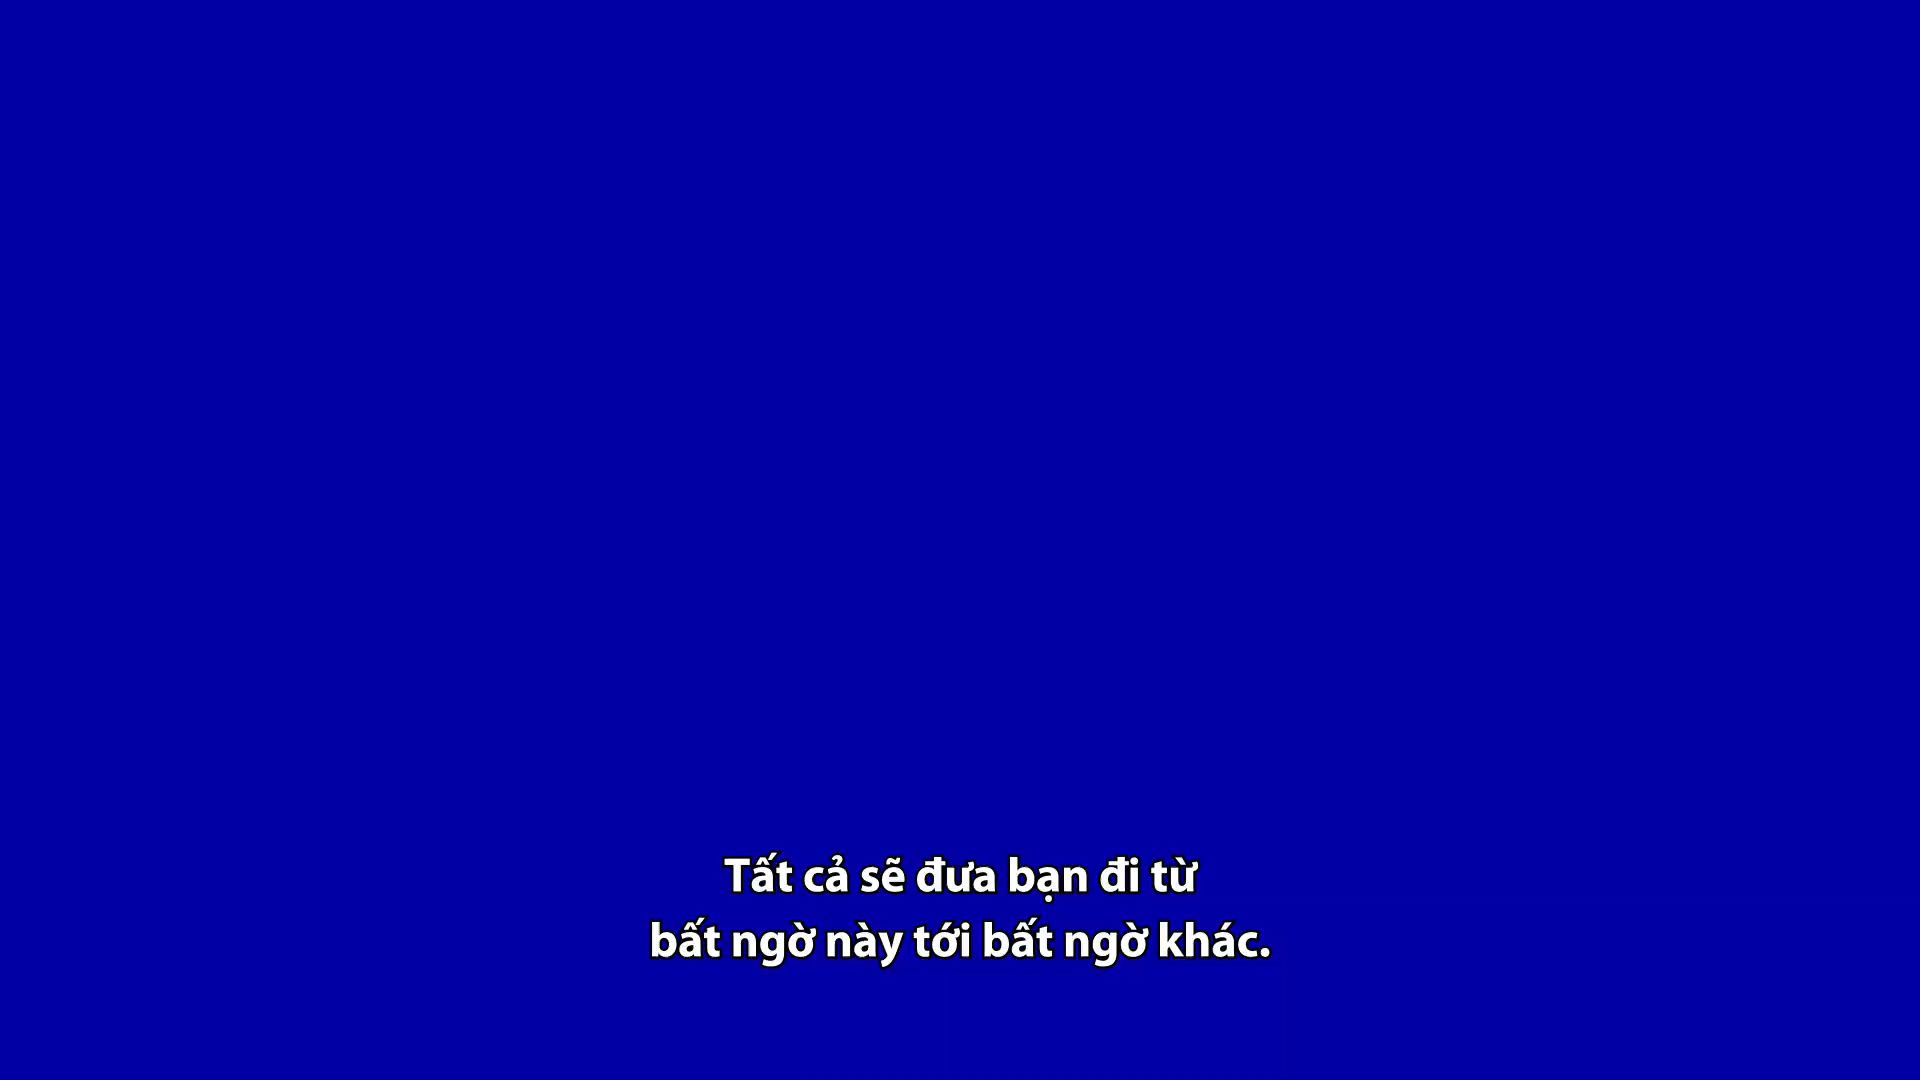 Tất cả sẽ đưa bạn đi từ
bất ngờ này tới bất ngờ khác.